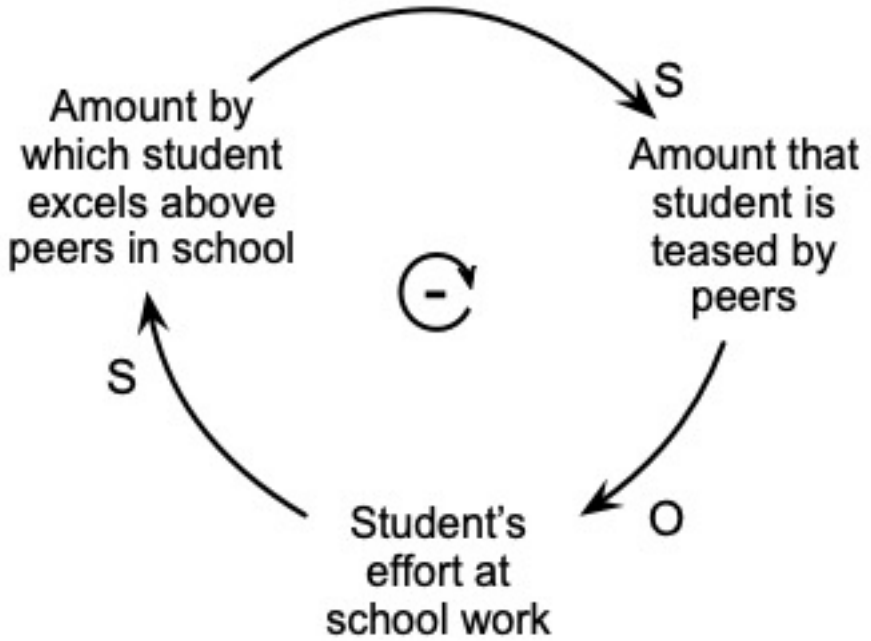 S
Amount by
which student
excels above
peers in school
Amount that
student is
teased by
peers
-
S
O
Student's
effort at
school work